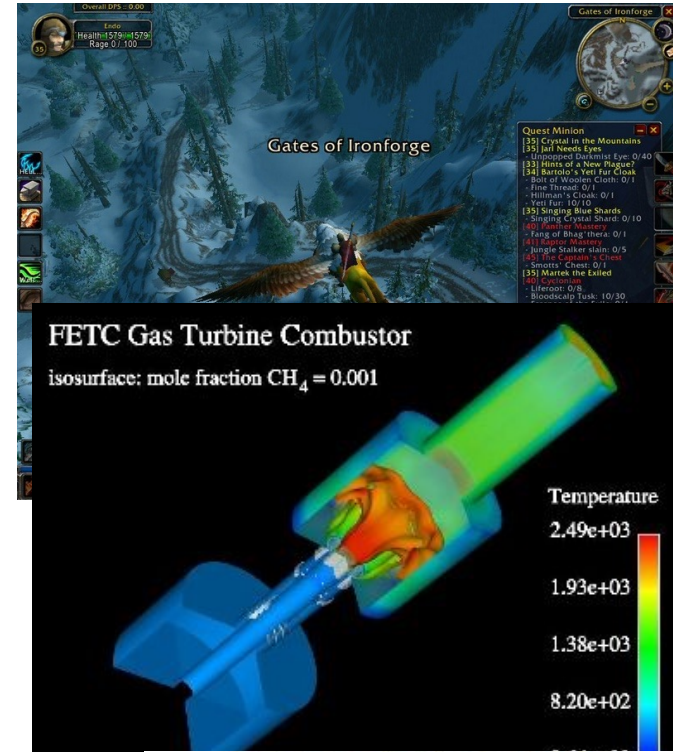 Overall DPS : 0.00
Gates of Ironforge
Endo
Health 1579 / 1579
Rage 0 / 100
35
N
Gates of Ironforge
Quest Minion
[35] Crystal in the Mountains
[35] Jarl Needs Eyes
- Unpopped Darkmist Eye: 0/40
[33] Hints of a New Plague?
[34] Bartolo's Yeti Fur Cloak
- Bolt of Woolen Cloth: 0/1
- Fine Thread: 0/1
- Hillman's Cloak: 0/1
- Yeti Fur: 10/10
[35] Singing Blue Shards
- Singing Crystal Shard: 0/10
[40] Panther Mastery
- Fang of Bhag'thera: 0/1
[41] Raptor Mastery
- Jungle Stalker slain: 0/5
[45] The Captain's Chest
- Smotts' Chest: 0/1
[35] Martek the Exiled
[40] Cyclonian
- Liferoot: 0/8
- Bloodscalp Tusk: 10/30
FETC Gas Turbine Combustor
isosurface: mole fraction CH4 = 0.001
Temperature
2.49e+03
1.93e+03
1.38e+03
8.20e+02